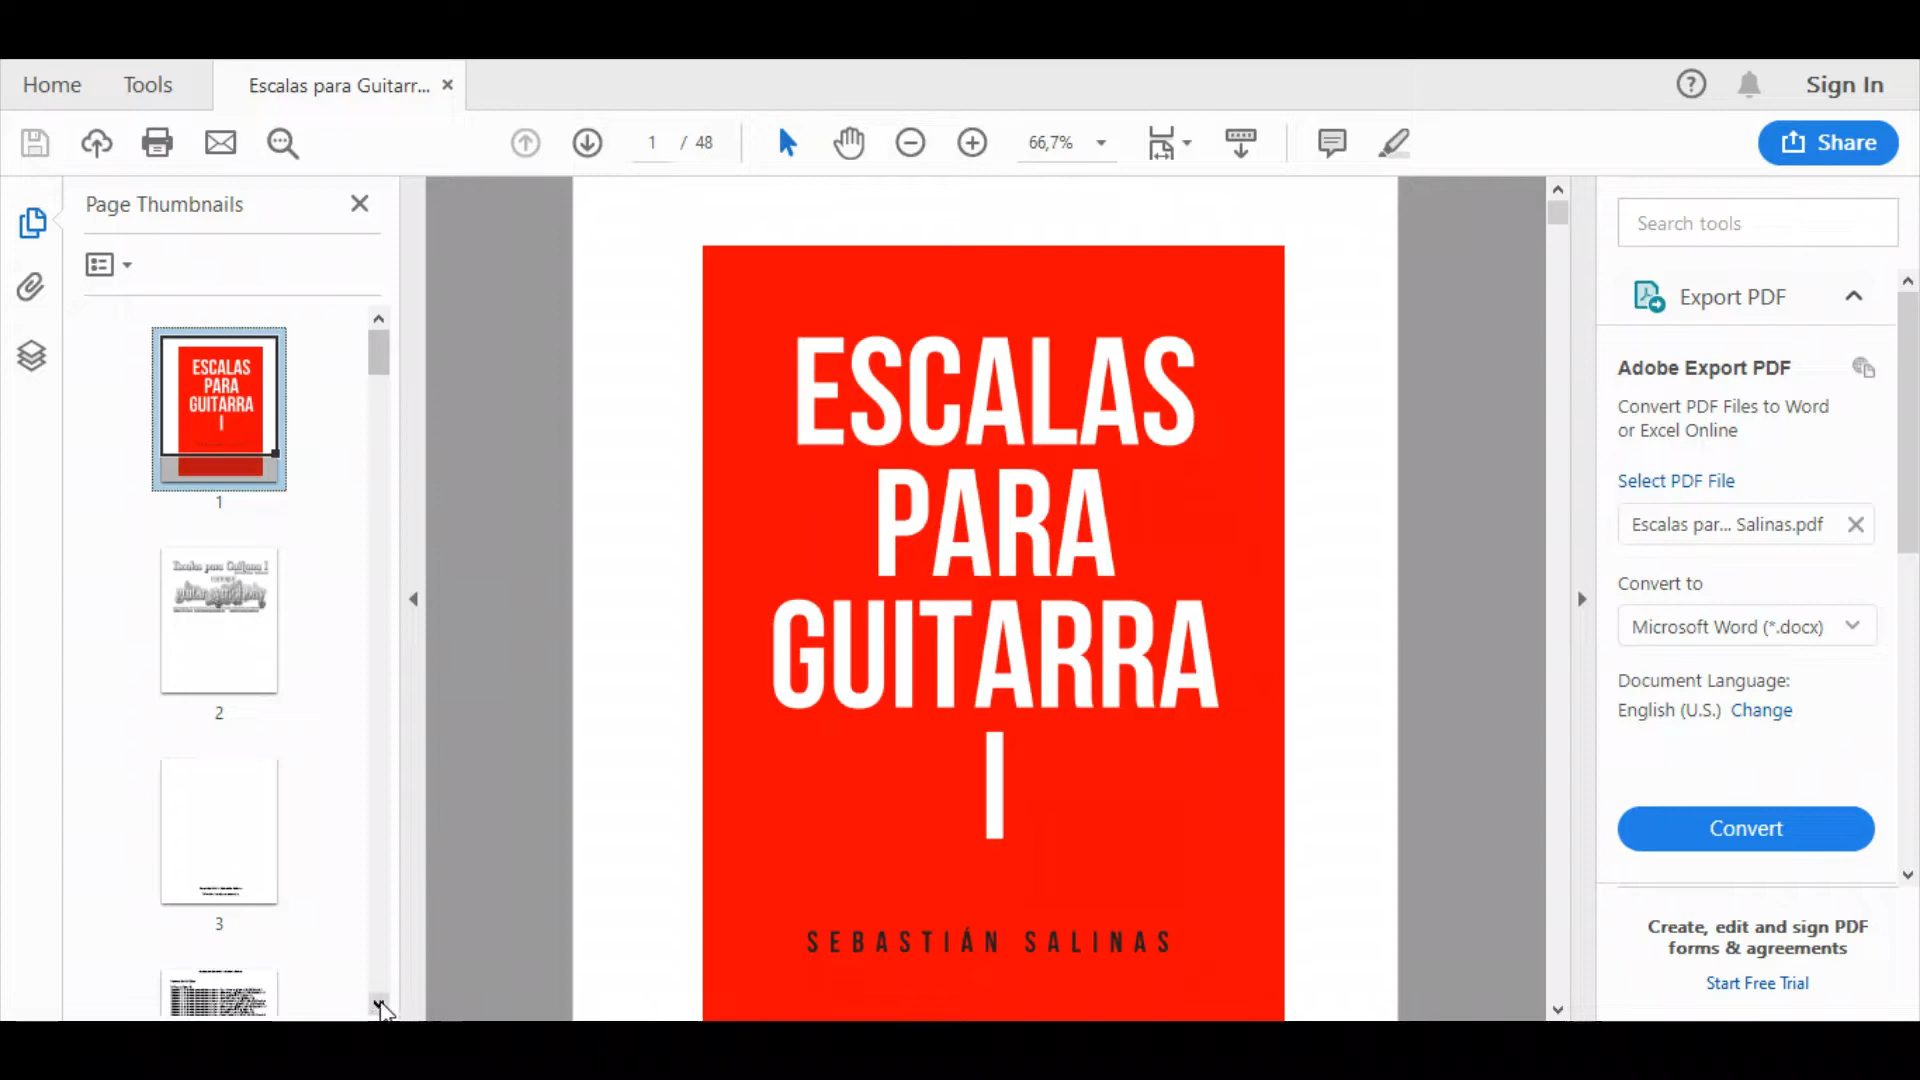 Home Tools Escalas para Guitarr... Sign In
1 / 48 66,7% Share
Page Thumbnails
ESCALAS
PARA
GUITARRA
I
1
Escalas para Guitarra I
2
3
ESCALAS
PARA
GUITARRA
I
SEBASTIÁN SALINAS
Search tools
Export PDF
Adobe Export PDF
Convert PDF Files to Word
or Excel Online
Select PDF File
Escalas par... Salinas.pdf
Convert to
Microsoft Word (*.docx)
Document Language:
English (U.S.) Change
Convert
Create, edit and sign PDF
forms & agreements
Start Free Trial